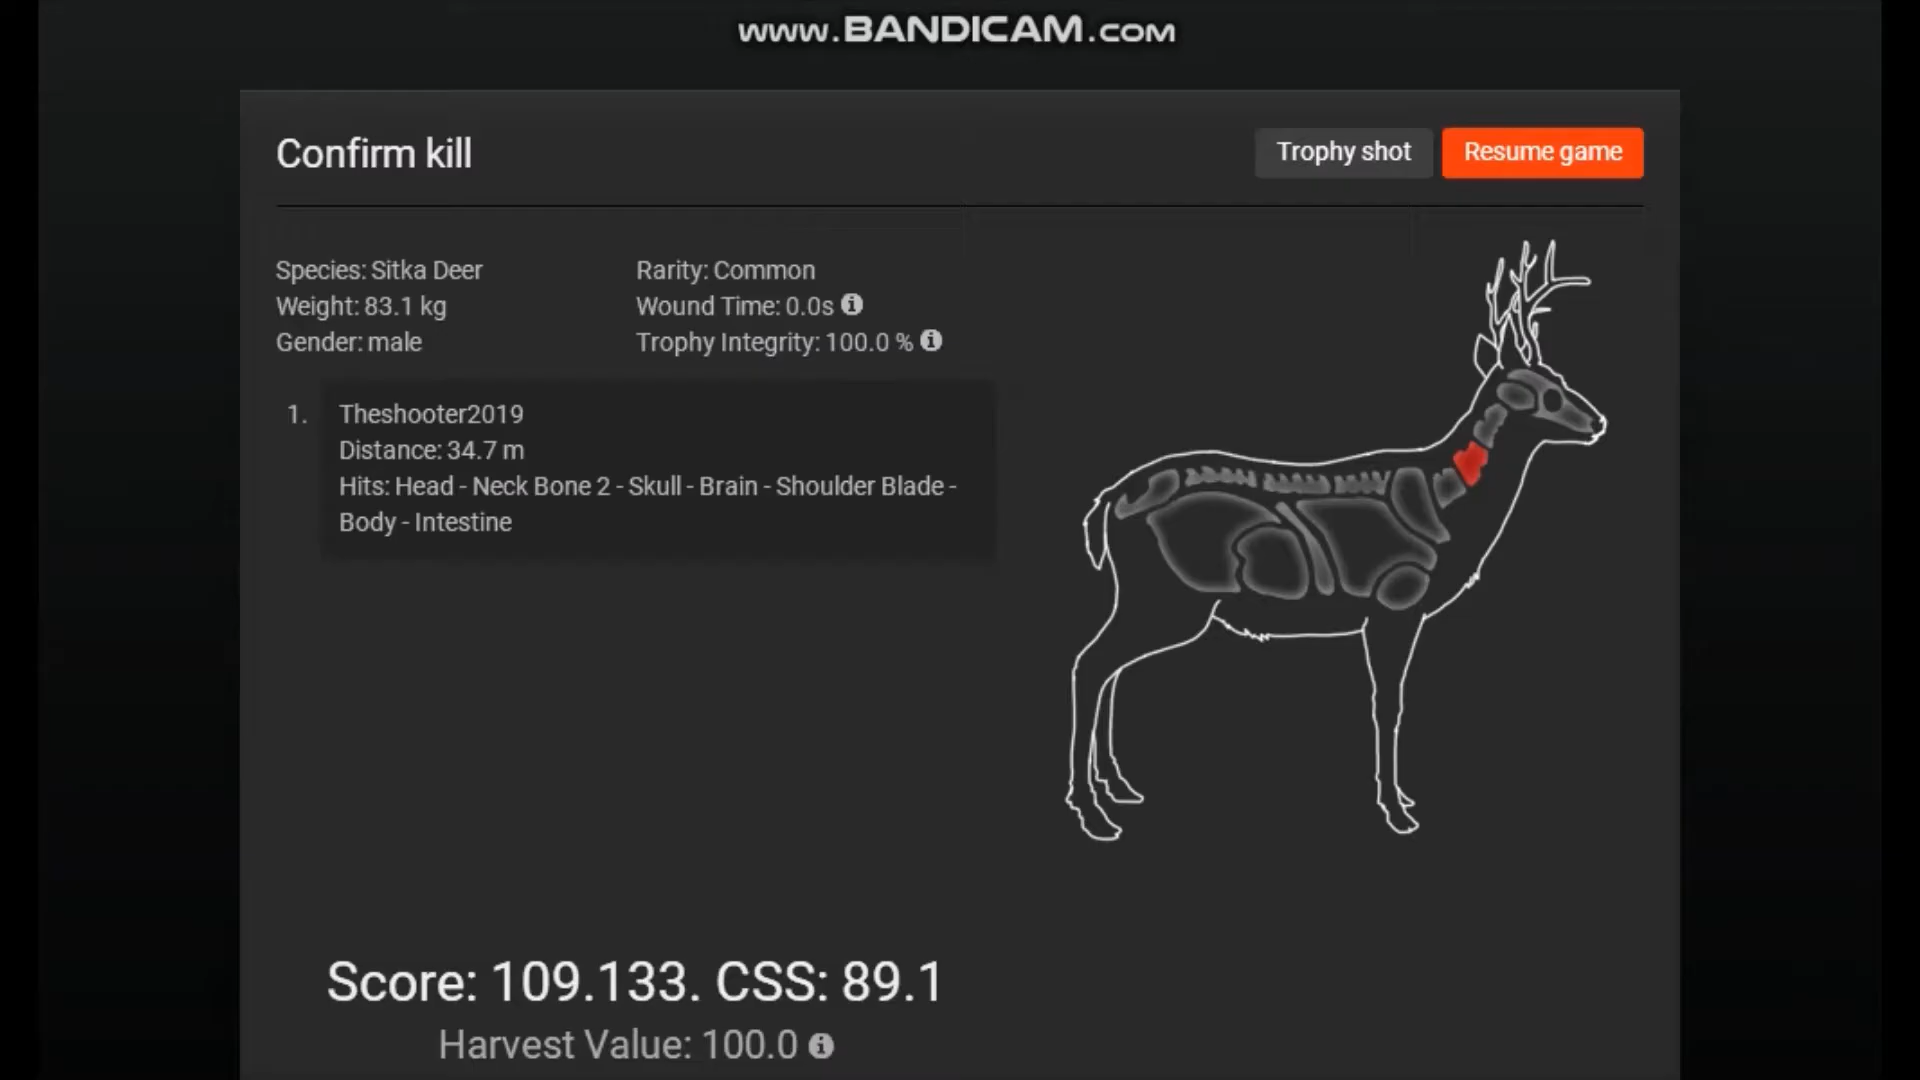 www.BANDICAM.COM
Confirm kill
Trophy shot
Resume game
Species: Sitka Deer
Weight: 83.1 kg
Gender: male
Rarity: Common
Wound Time: 0.0s
Trophy Integrity: 100.0 %
1. Theshooter2019
Distance: 34.7 m
Hits: Head - Neck Bone 2 - Skull - Brain - Shoulder Blade -
Body - Intestine
Score: 109.133. CSS: 89.1
Harvest Value: 100.0